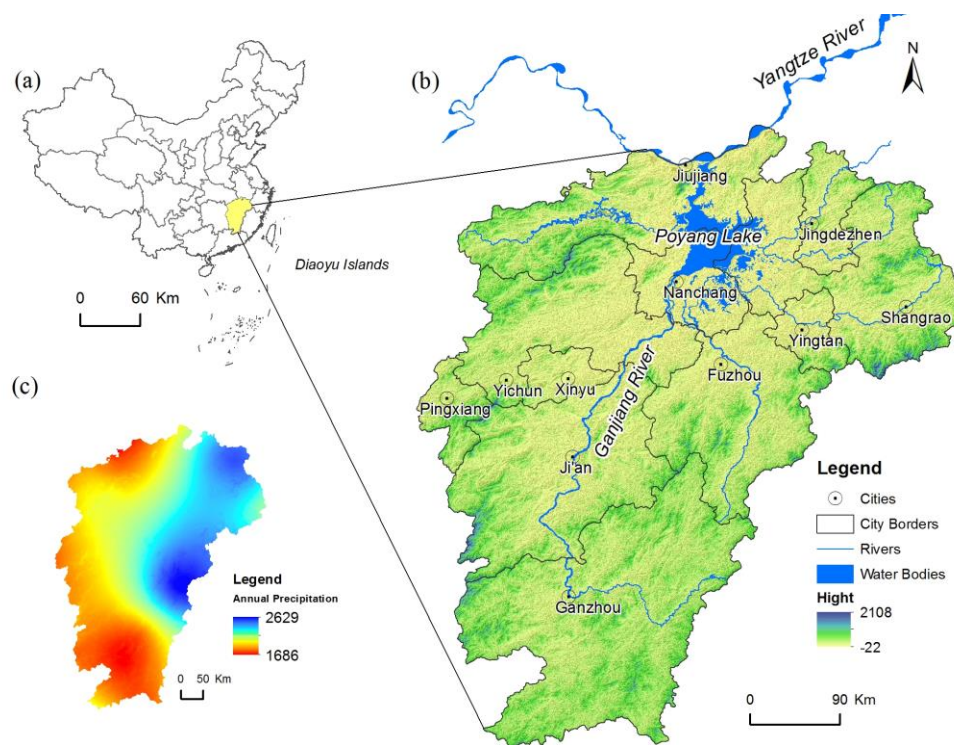 (a)
Diaoyu Islands
0 60 Km
(b)
Yangtze River
N
Jiujiang
Poyang Lake
Jingdezhen
Nanchang
Shangrao
Yingtan
Fuzhou
Ganjiang River
Yichun
Xinyu
Pingxiang
Ji'an
Ganzhou
Legend
Cities
City Borders
Rivers
Water Bodies
Hight
2108
-22
0 90 Km
(c)
Legend
Annual Precipitation
2629
1686
0 50 Km